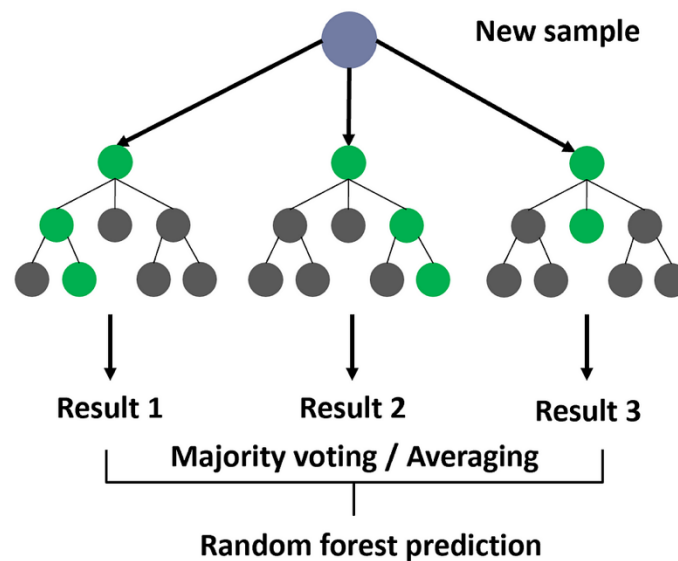 New sample
Result 1
Result 2
Result 3
Majority voting / Averaging
Random forest prediction